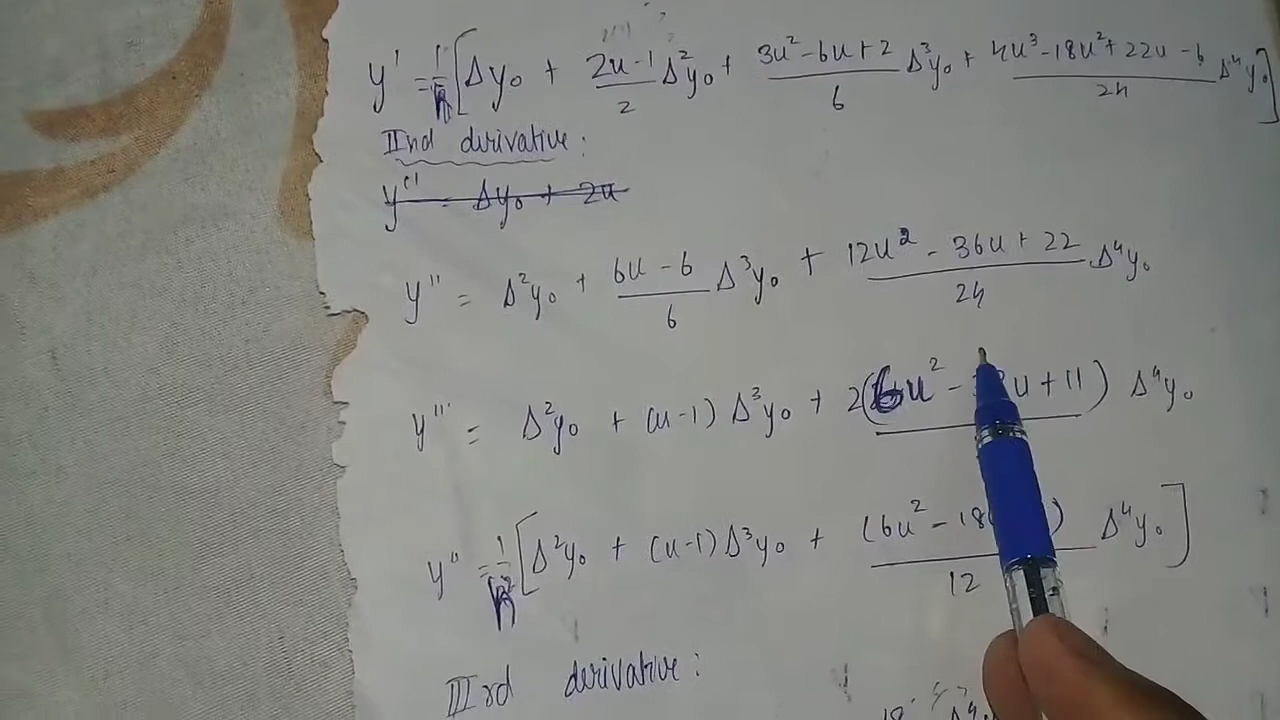 y' = 1/h [Δy₀ + (2u-1)/2 Δ²y₀ + (3u²-6u+2)/6 Δ³y₀ + (4u³-18u²+22u-6)/24 Δ⁴y₀]
IInd derivative:
y'' = Δy₀ + 2u
y'' = Δ²y₀ + (6u-6)/6 Δ³y₀ + (12u²-36u+22)/24 Δ⁴y₀
y''' = Δ²y₀ + (u-1) Δ³y₀ + 2(6u² - u+11) Δ⁴y₀
y'' = 1/h² [Δ²y₀ + (u-1)Δ³y₀ + (6u²-18 )/12 Δ⁴y₀]
IIIrd derivative:
18 Δ⁴